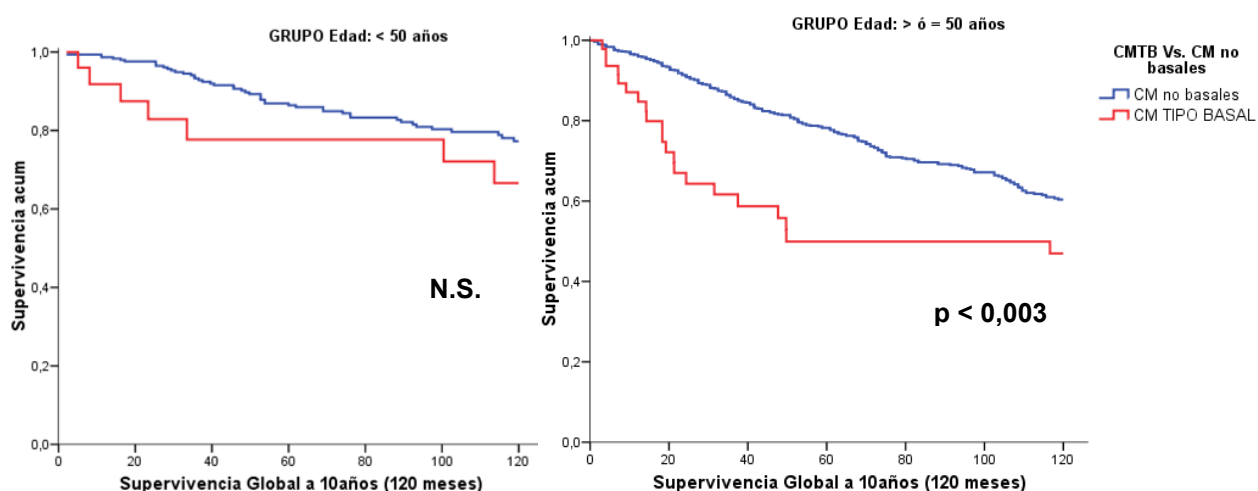 GRUPO Edad: < 50 años
Supervivencia acum
1,0
0,8
0,6
0,4
0,2
0,0
N.S.
0 20 40 60 80 100 120
Supervivencia Global a 10años (120 meses)
GRUPO Edad: > ó = 50 años
Supervivencia acum
1,0
0,8
0,6
0,4
0,2
0,0
p < 0,003
0 20 40 60 80 100 120
Supervivencia Global a 10años (120 meses)
CMTB Vs. CM no
basales
CM no basales
CM TIPO BASAL